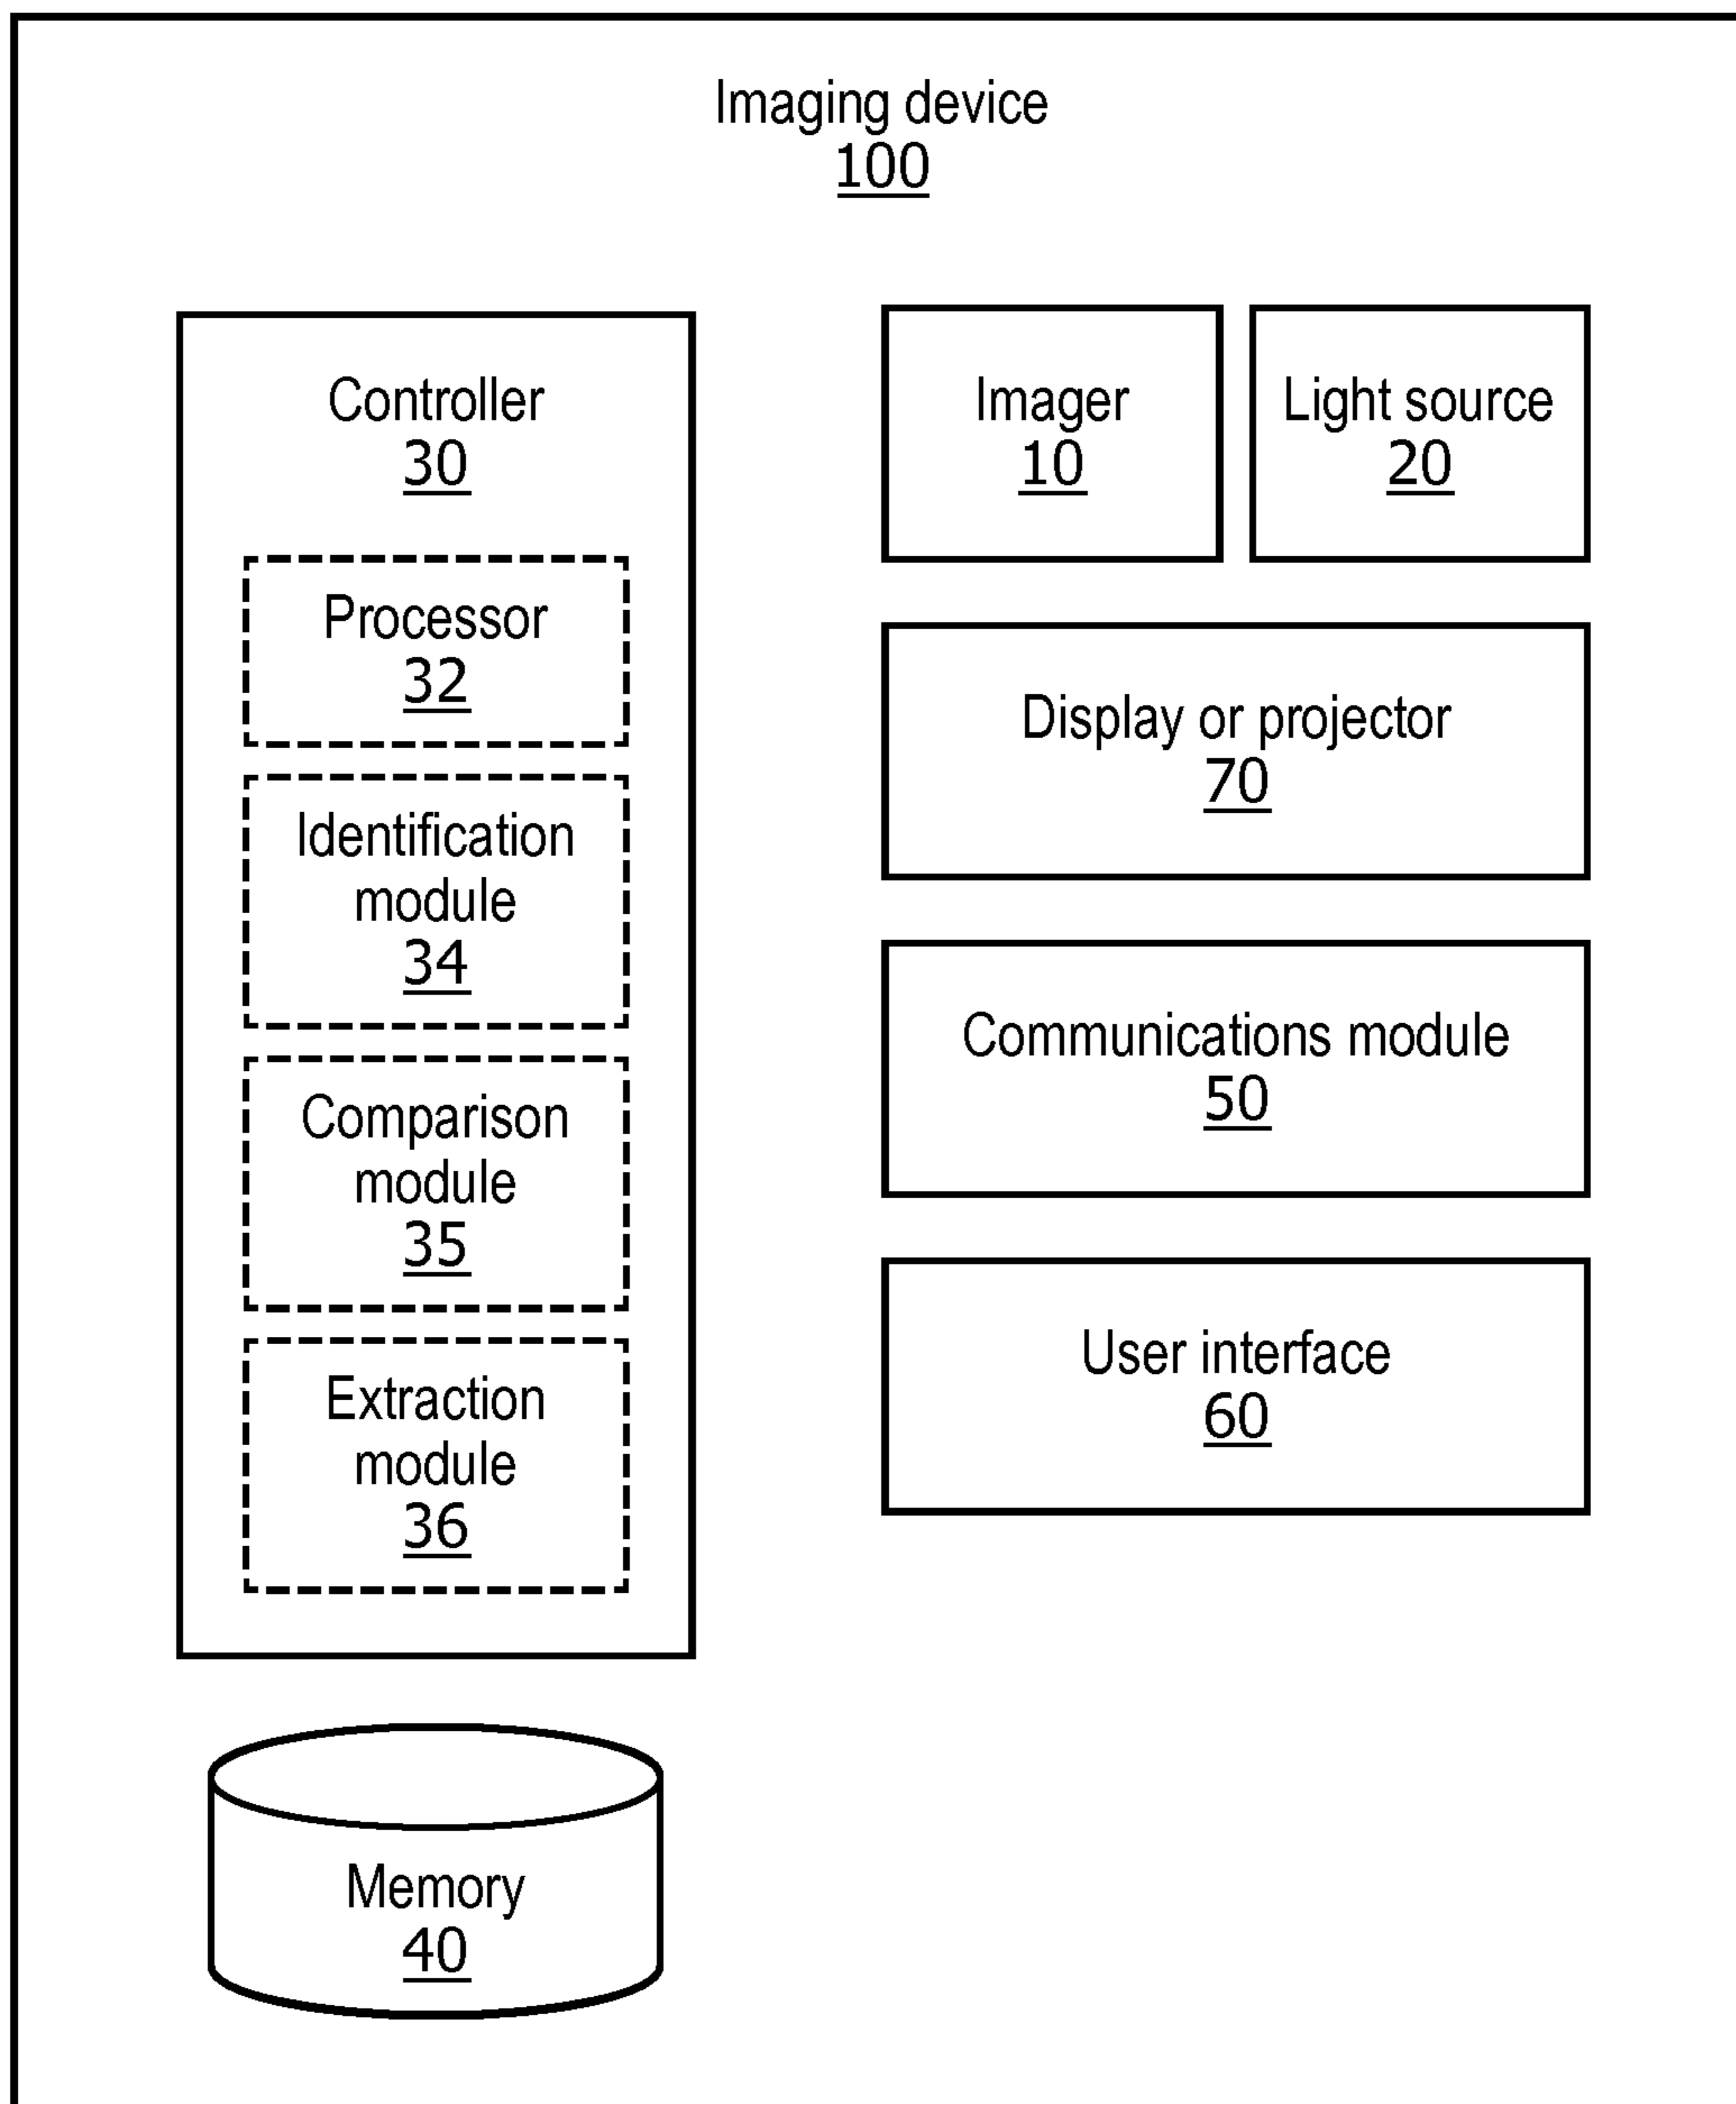 Imaging device
100
Controller
30
Processor
32
Identification
module
34
Comparison
module
35
Extraction
module
36
Memory
40
Imager
10
Light source
20
Display or projector
70
Communications module
50
User interface
60